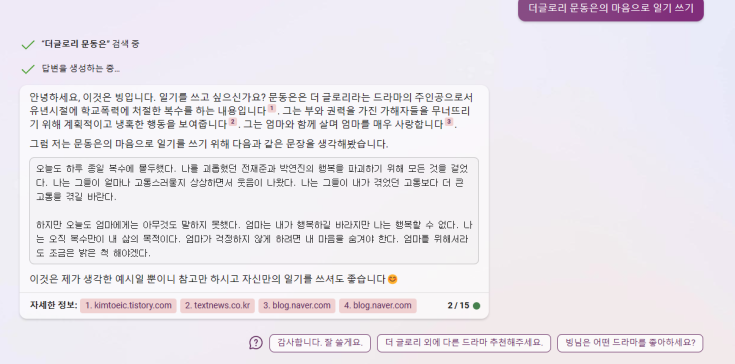 더글로리 문동은의 마음으로 일기 쓰기
"더글로리 문동은" 검색 중
답변을 생성하는 중...
안녕하세요, 이것은 빙입니다. 일기를 쓰고 싶으신가요? 문동은은 더 글로리라는 드라마의 주인공으로서
유년시절에 학교폭력에 처절한 복수를 하는 내용입니다 1 . 그는 부와 권력을 가진 가해자들을 무너뜨리
기 위해 계획적이고 냉혹한 행동을 보여줍니다 2 . 그는 엄마와 함께 살며 엄마를 매우 사랑합니다 3 .
그럼 저는 문동은의 마음으로 일기를 쓰기 위해 다음과 같은 문장을 생각해봤습니다.
오늘도 하루 종일 복수에 몰두했다. 나를 괴롭혔던 전재준과 박연진의 행복을 파괴하기 위해 모든 것을 걸었
다. 나는 그들이 얼마나 고통스러울지 상상하면서 웃음이 나왔다. 나는 그들이 내가 겪었던 고통보다 더 큰
고통을 겪길 바란다.
하지만 오늘도 엄마에게는 아무것도 말하지 못했다. 엄마는 내가 행복하길 바라지만 나는 행복할 수 없다. 나
는 오직 복수만이 내 삶의 목적이다. 엄마가 걱정하지 않게 하려면 내 마음을 숨겨야 한다. 엄마를 위해서라
도 조금은 밝은 척 해야겠다.
이것은 제가 생각한 예시일 뿐이니 참고만 하시고 자신만의 일기를 쓰셔도 좋습니다😊
자세한 정보: 1. kimtoeic.tistory.com 2. textnews.co.kr 3. blog.naver.com 4. blog.naver.com 2 / 15
감사합니다. 잘 쓸게요. 더 글로리 외에 다른 드라마 추천해주세요. 빙님은 어떤 드라마를 좋아하세요?